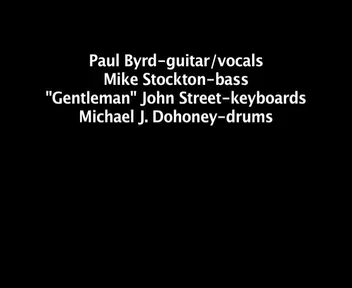 Paul Byrd-guitar/vocals
Mike Stockton-bass
"Gentleman" John Street-keyboards
Michael J. Dohoney-drums